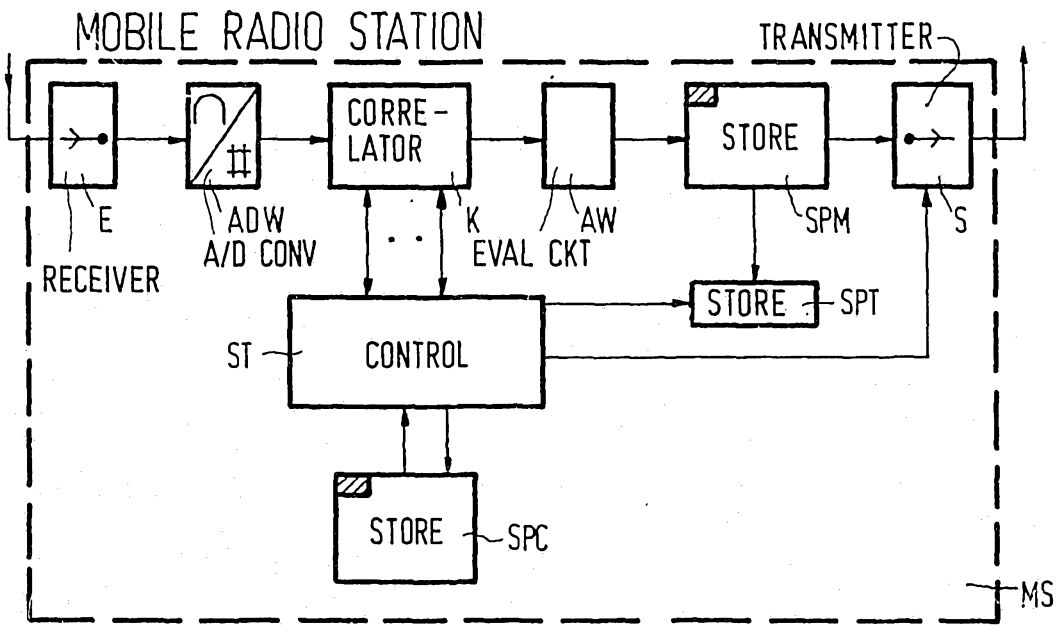 MOBILE RADIO STATION
TRANSMITTER
CORRE-
LATOR
STORE
E
ADW
A/D CONV
K
EVAL CKT
AW
SPM
S
RECEIVER
STORE
SPT
ST
CONTROL
STORE
SPC
MS